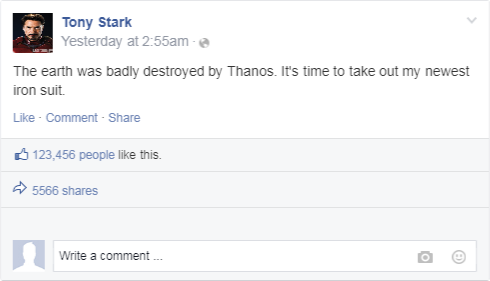 Tony Stark
Yesterday at 2:55am ·
The earth was badly destroyed by Thanos. It's time to take out my newest
iron suit.
Like · Comment · Share
123,456 people like this.
5566 shares
Write a comment ...